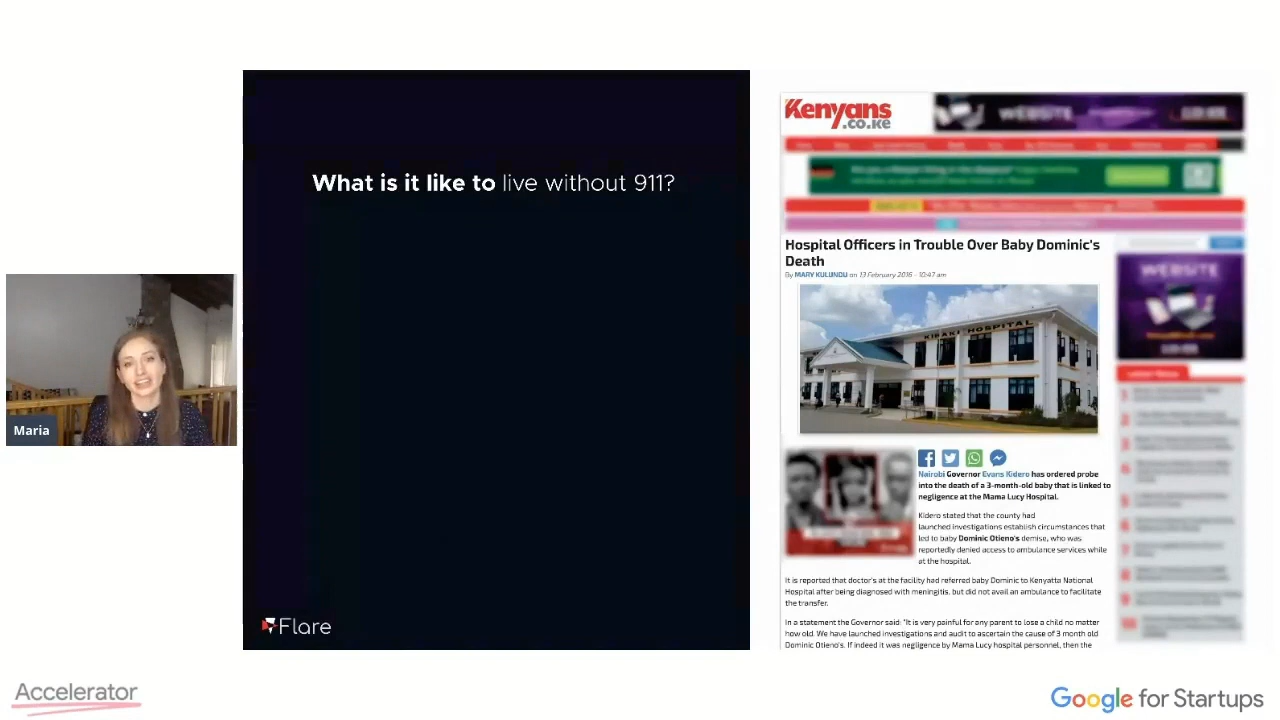 What is it like to live without 911?
Flare
Maria
Kenyans
.co.ke
WEBSITE
Hospital Officers in Trouble Over Baby Dominic's
Death
By MARY KULUNDU on 13 February 2016 - 10:47 am
KIBAKI HOSPITAL
WEBSITE
Latest News
Nairobi Governor Evans Kidero has ordered probe
into the death of a 3-month-old baby that is linked to
negligence at the Mama Lucy Hospital.
Kidero stated that the county had
launched investigations establish circumstances that
led to baby Dominic Otieno's demise, who was
reportedly denied access to ambulance services while
at the hospital.
It is reported that doctor's at the facility had referred baby Dominic to Kenyatta National
Hospital after being diagnosed with meningitis, but did not avail an ambulance to facilitate
the transfer.
In a statement the Governor said: "It is very painful for any parent to lose a child no matter
how old. We have launched investigations and audit to ascertain the cause of 3 month old
Dominic Otieno's. If indeed it was negligence by Mama Lucy hospital personnel, then the
Accelerator
Google for Startups